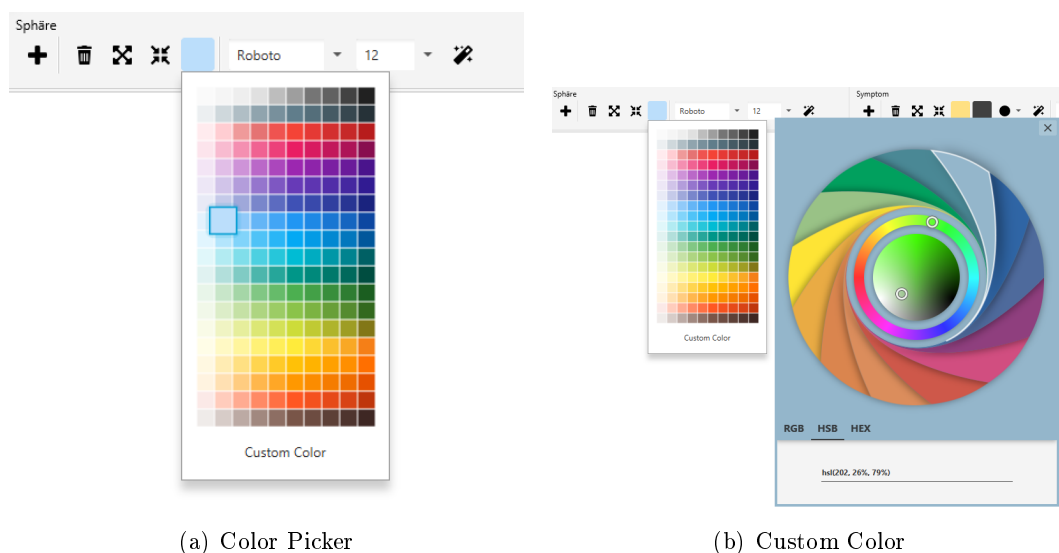 Sphäre
Roboto 12
Custom Color
(a) Color Picker
Sphäre Symptom
Roboto 12
Custom Color
RGB HSB HEX
hsl(202, 26%, 79%)
(b) Custom Color